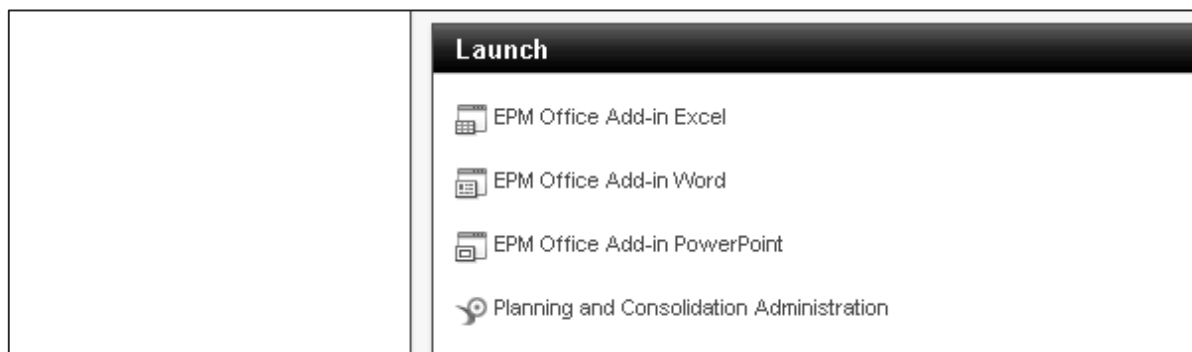 Launch
EPM Office Add-in Excel
EPM Office Add-in Word
EPM Office Add-in PowerPoint
Planning and Consolidation Administration